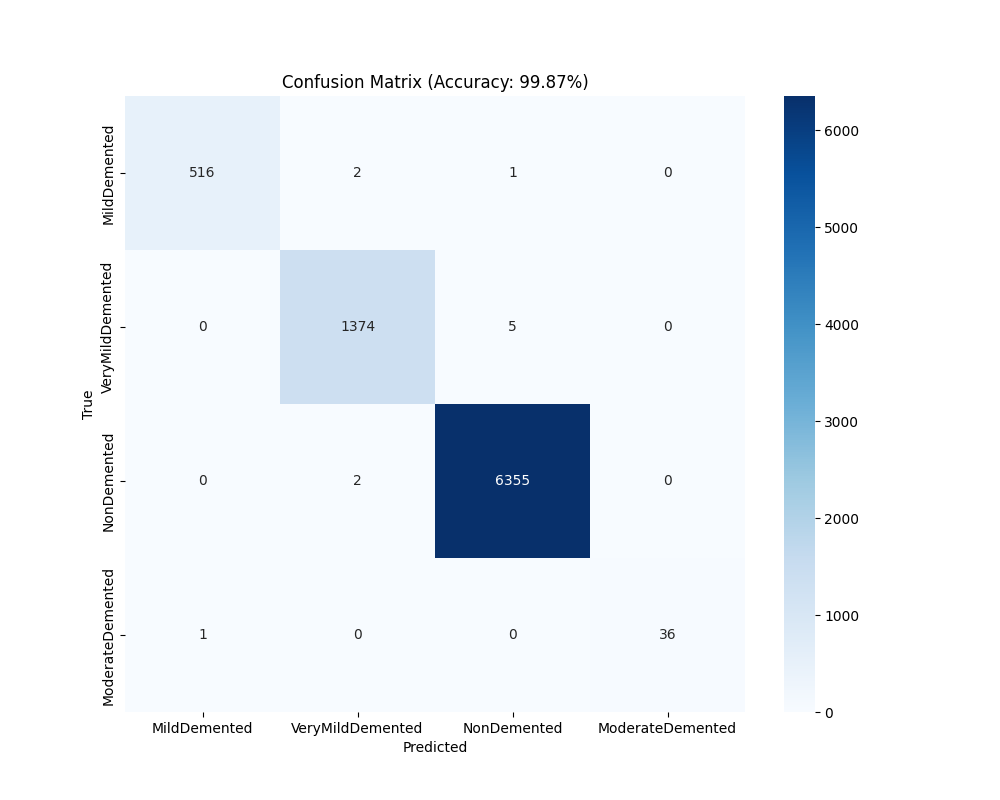 Confusion Matrix (Accuracy: 99.87%)
MildDemented
516 2 1 0
VeryMildDemented
0 1374 5 0
NonDemented
0 2 6355 0
ModerateDemented
1 0 0 36
True
MildDemented VeryMildDemented NonDemented ModerateDemented
Predicted
6000
5000
4000
3000
2000
1000
0